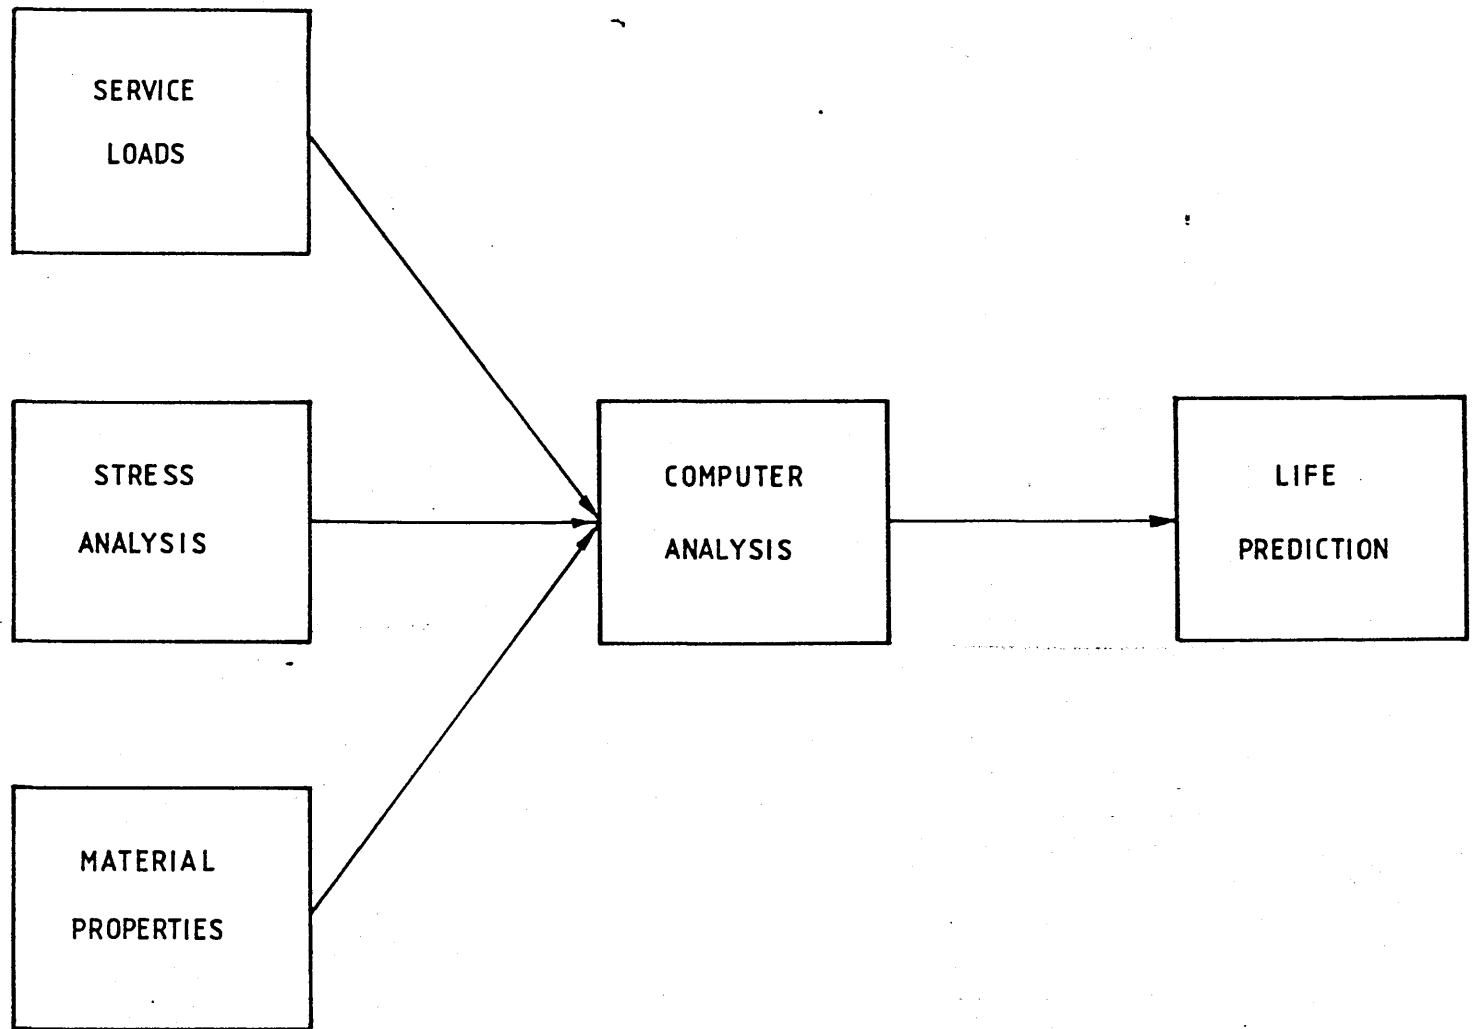 SERVICE
LOADS
STRESS
ANALYSIS
COMPUTER
ANALYSIS
LIFE
PREDICTION
MATERIAL
PROPERTIES